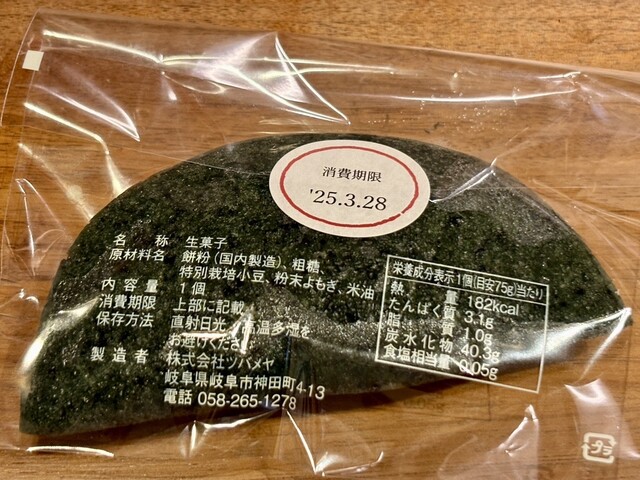 消費期限
'25.3.28
名称 生菓子
原材料名 餅粉(国内製造)、粗糖、
特別栽培小豆、粉末よもぎ、米油
内容量 1個
消費期限 上部に記載
保存方法 直射日光、高温多湿を
お避けください
製造者 株式会社ツバメヤ
岐阜県岐阜市神田町4-13
電話 058-265-1278
栄養成分表示1個(目安75g)当たり
熱量 182kcal
たんぱく質 3.1g
脂質 1.0g
炭水化物 40.3g
食塩相当量 0.05g
プラ